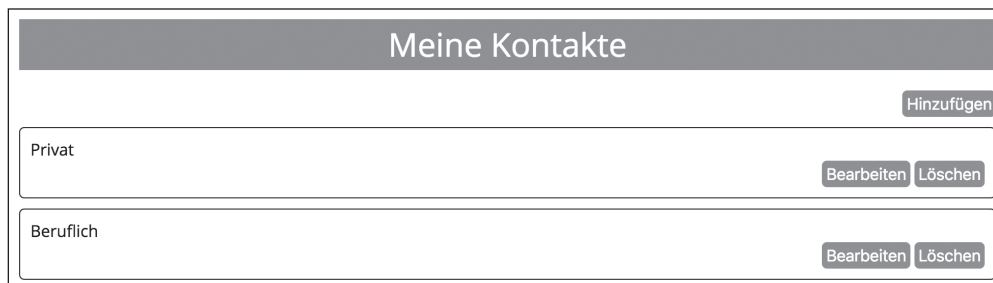 Meine Kontakte
Hinzufügen
Privat
Bearbeiten Löschen
Beruflich
Bearbeiten Löschen